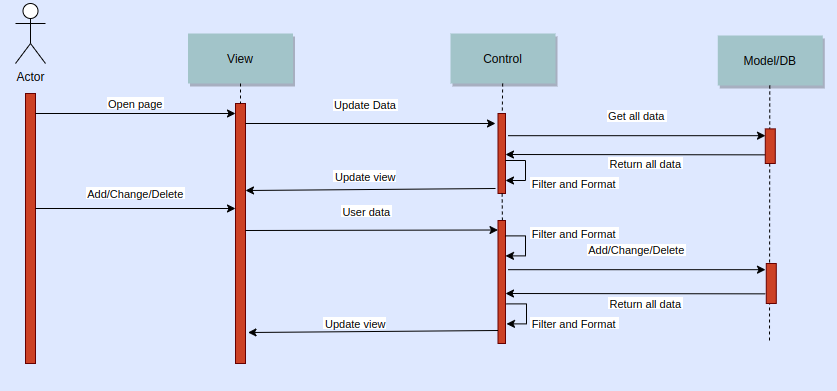 View
Control
Model/DB
Actor
Open page
Update Data
Get all data
Return all data
Update view
Filter and Format
Add/Change/Delete
User data
Filter and Format
Add/Change/Delete
Return all data
Update view
Filter and Format